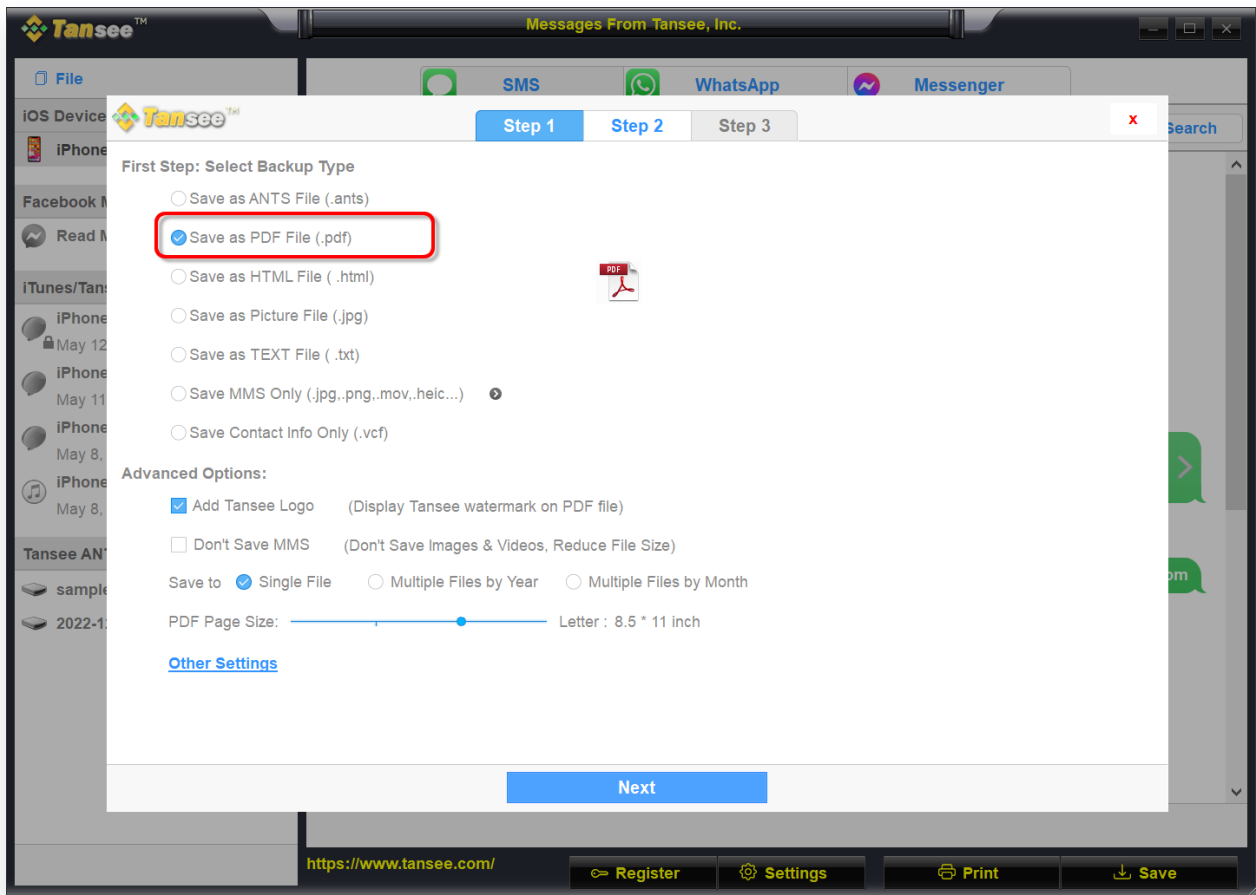 Tansee™
Messages From Tansee, Inc.
File
SMS
WhatsApp
Messenger
iOS Device
Tansee™
Step 1
Step 2
Step 3
x
Search
iPhone
First Step: Select Backup Type
Save as ANTS File (.ants)
Facebook
Save as PDF File (.pdf)
Read
PDF
Save as HTML File ( .html)
iTunes/Tans
iPhone
May 12
Save as Picture File (.jpg)
Save as TEXT File ( .txt)
iPhone
May 11
Save MMS Only (.jpg,.png,.mov,.heic...)
iPhone
May 8,
Save Contact Info Only (.vcf)
iPhone
May 8,
Advanced Options:
Add Tansee Logo (Display Tansee watermark on PDF file)
Don't Save MMS (Don't Save Images & Videos, Reduce File Size)
Tansee AN
om
Save to Single File Multiple Files by Year Multiple Files by Month
sample
PDF Page Size: Letter : 8.5 * 11 inch
2022-1
Other Settings
Next
https://www.tansee.com/
Register
Settings
Print
Save